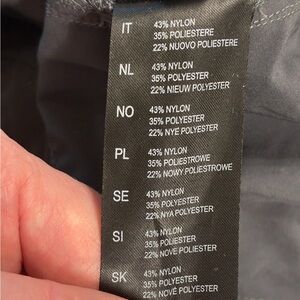 IT 43% NYLON
35% POLIESTERE
22% NUOVO POLIESTERE
NL 43% NYLON
35% POLYESTER
22% NIEUW POLYESTER
NO 43% NYLON
35% POLYESTER
22% NYE POLYESTER
PL 43% NYLON
35% POLIESTROWE
22% NOWY POLIESTROWE
SE 43% NYLON
35% POLYESTER
22% NYA POLYESTER
SI 43% NYLON
35% POLIESTER
22% NOVE POLIESTER
SK 43% NYLON
35% POLYESTER
22% NOVÉ POLYESTER